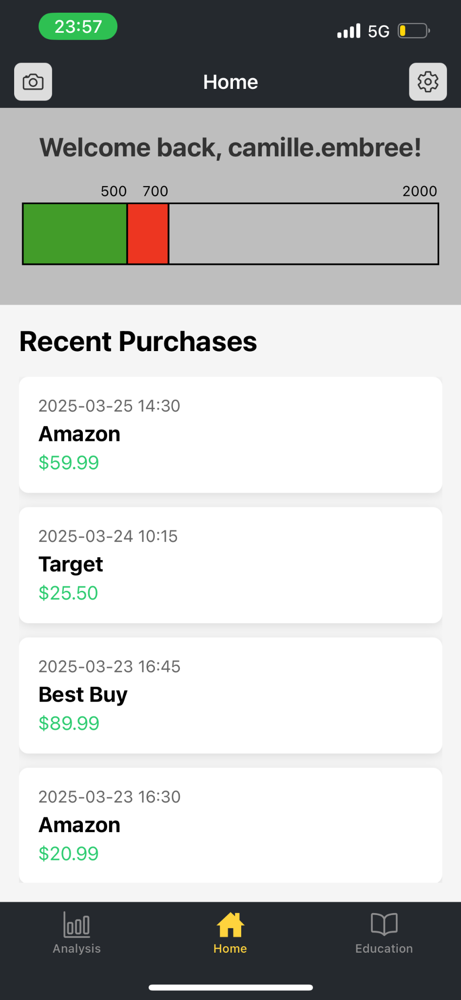 23:57
5G
Home
Welcome back, camille.embree!
500 700 2000
Recent Purchases
2025-03-25 14:30
Amazon
$59.99
2025-03-24 10:15
Target
$25.50
2025-03-23 16:45
Best Buy
$89.99
2025-03-23 16:30
Amazon
$20.99
Analysis Home Education